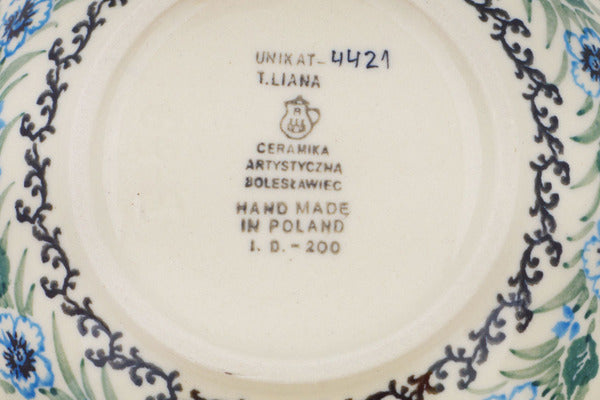 UNIKAT-4421
T.LIANA
CERAMIKA
ARTYSTYCZNA
BOLESŁAWIEC
HAND MADE
IN POLAND
I. D. - 200